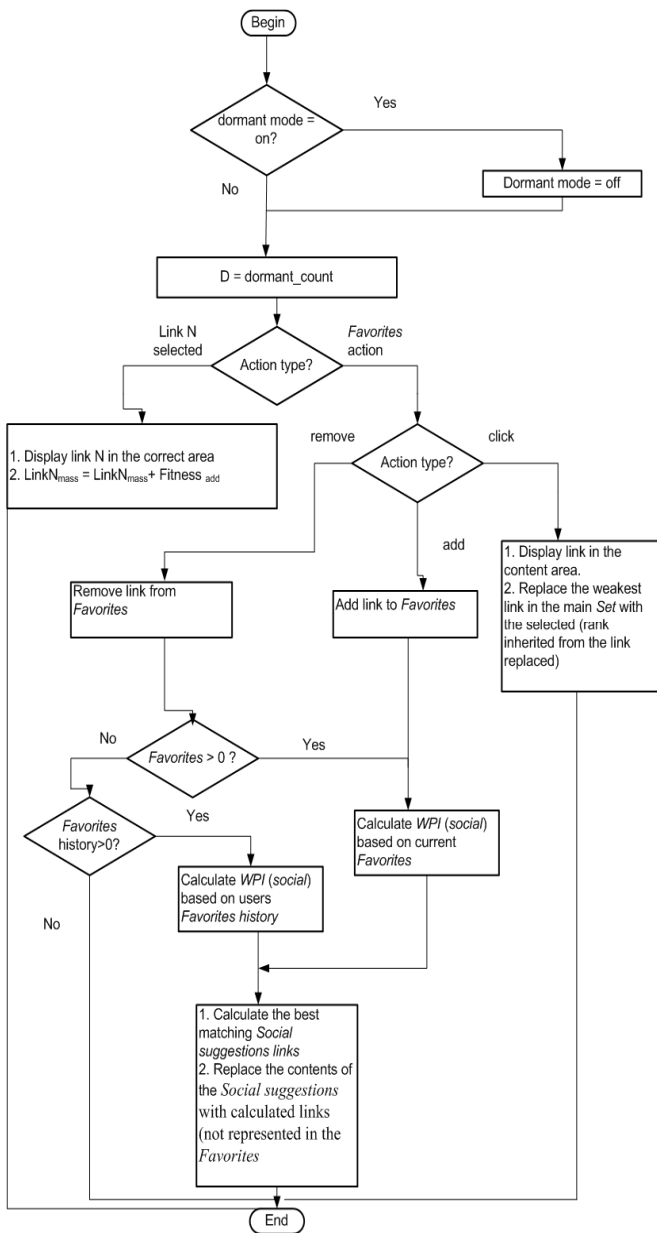 Begin
Yes
dormant mode =
on?
Dormant mode = off
No
D = dormant_count
Link N
selected
Favorites
action
Action type?
remove
click
1. Display link N in the correct area
2. LinkNmass = LinkNmass+ Fitness add
Action type?
add
1. Display link in the
content area.
2. Replace the weakest
link in the main Set with
the selected (rank
inherited from the link
replaced)
Remove link from
Favorites
Add link to Favorites
No
Yes
Favorites > 0 ?
Favorites
history>0?
Yes
Calculate WPI (social)
based on current
Favorites
Calculate WPI (social)
based on users
Favorites history
No
1. Calculate the best
matching Social
suggestions links
2. Replace the contents of
the Social suggestions
with calculated links
(not represented in the
Favorites
End